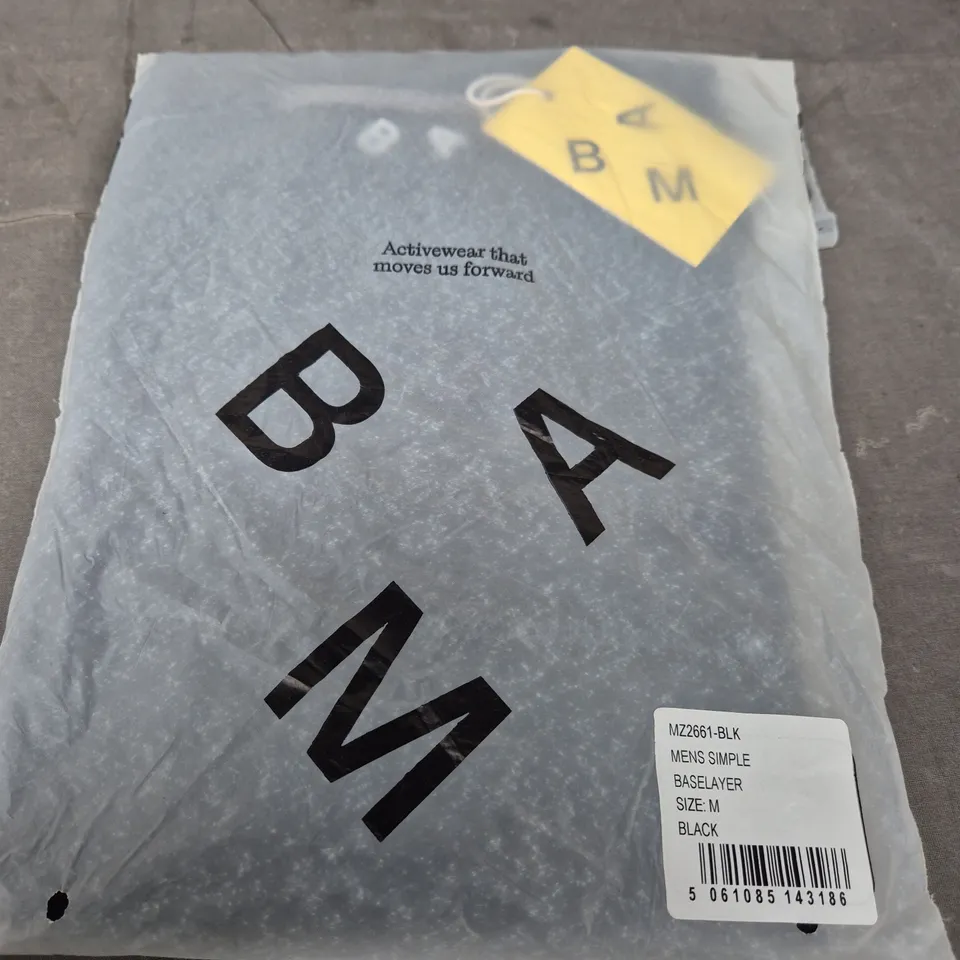 B A
A
B
M
Activewear that
moves us forward
B
A
M
MZ2661-BLK
MENS SIMPLE
BASELAYER
SIZE: M
BLACK
5 061085 143186